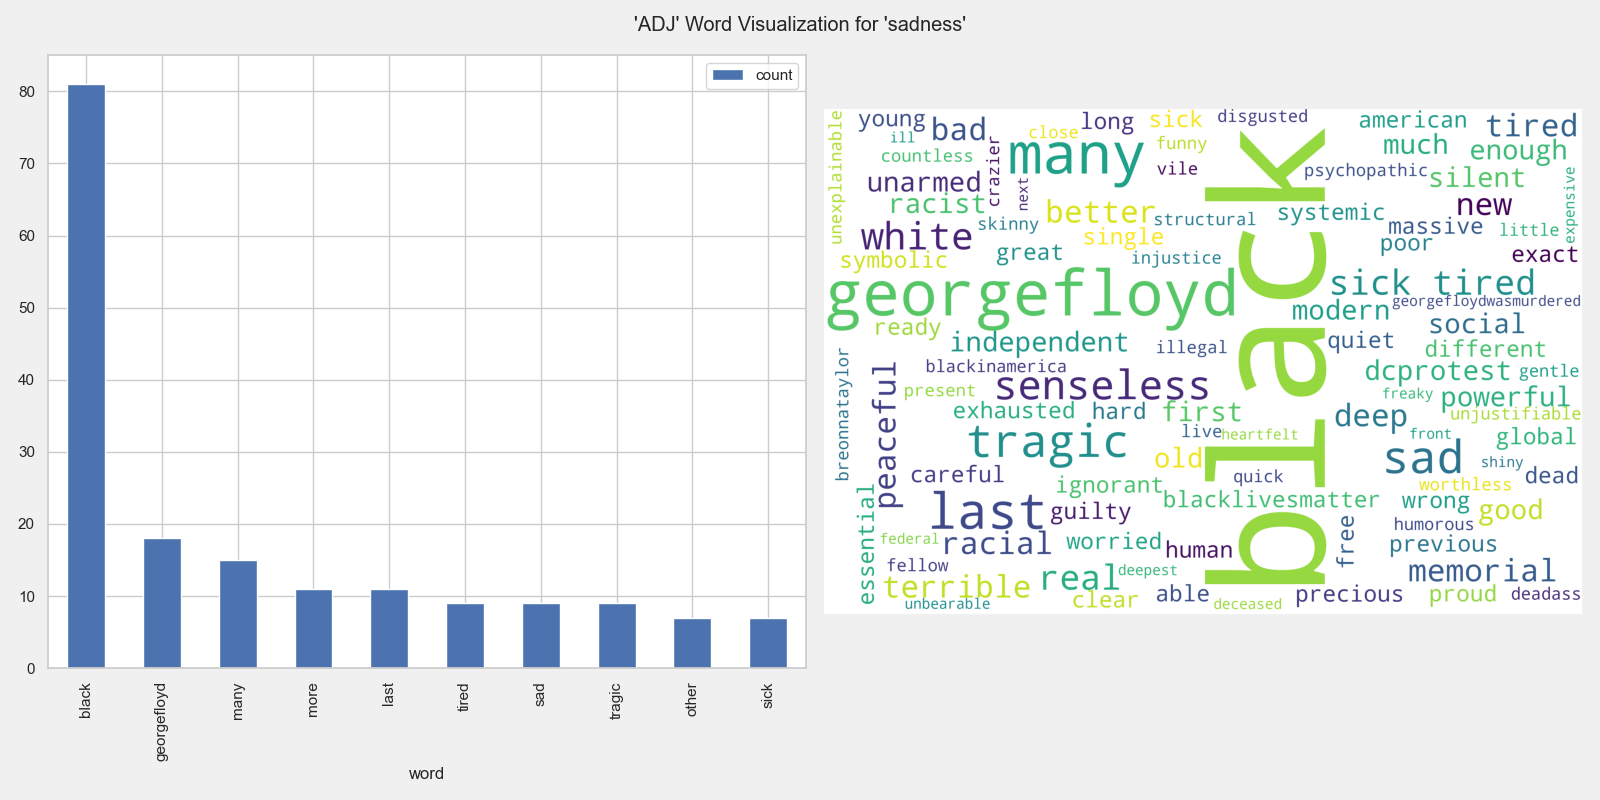 'ADJ' Word Visualization for 'sadness'
count
80
70
60
50
40
30
20
10
0
black
georgefloyd
many
more
last
tired
sad
tragic
other
sick
word
unexplainable
young
ill
bad
close
long
sick
disgusted
american
tired
countless
crazier
many
funny
much
enough
unarmed
next
vile
psychopathic
silent
expensive
racist
skinny
better
structural
systemic
new
white
single
massive
little
symbolic
great
injustice
poor
exact
georgefloyd
black
sick tired
georgefloydwasmurdered
modern
ready
independent
illegal
quiet
social
different
breonnataylor
peaceful
blackinamerica
present
senseless
dcprotest
gentle
freaky
powerful
exhausted
hard
first
deep
unjustifiable
tragic
live
heartfelt
front
global
old
sad
shiny
careful
quick
dead
essential
ignorant
blacklivesmatter
worthless
wrong
last
guilty
good
humorous
free
federal
racial
worried
human
previous
fellow
terrible
real
deepest
memorial
unbearable
clear
able
deceased
precious
proud
deadass